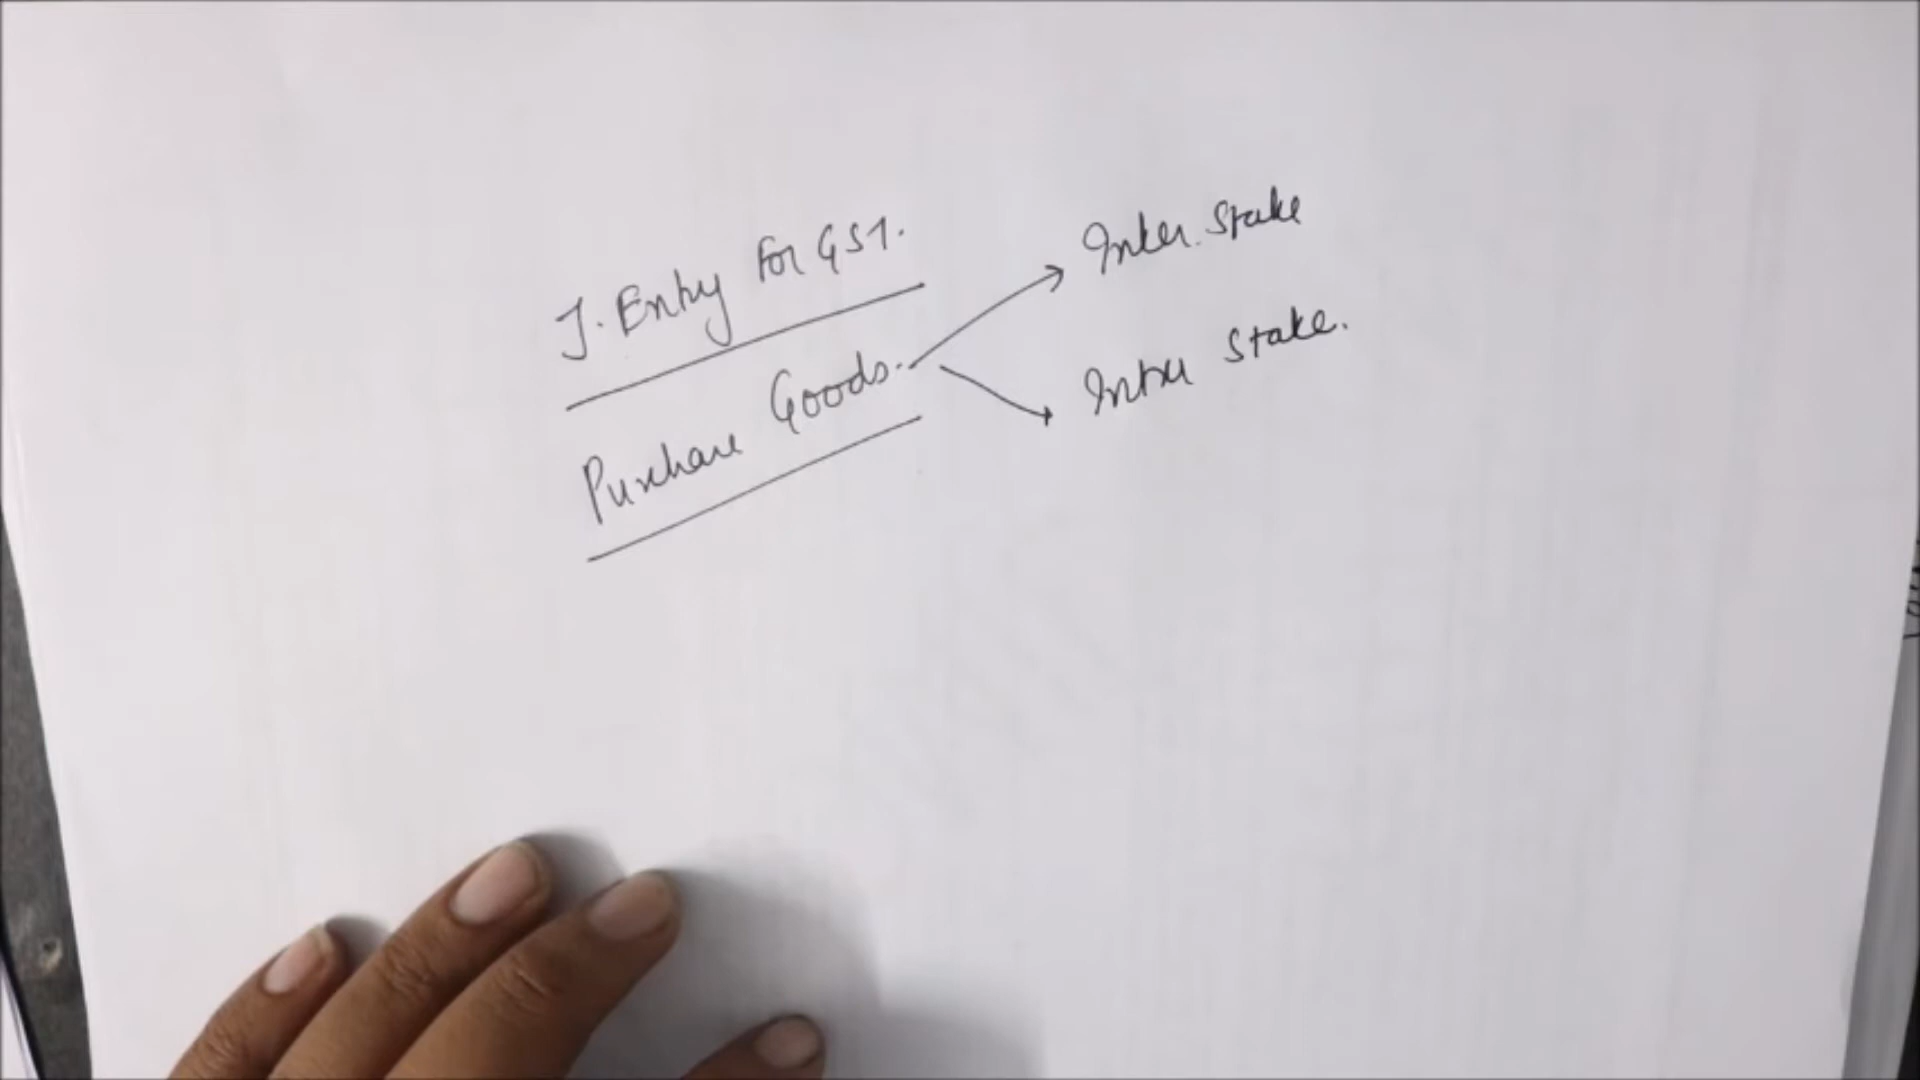 J. Entry for GST.
Purchase Goods.
Inter. State
Intra State.